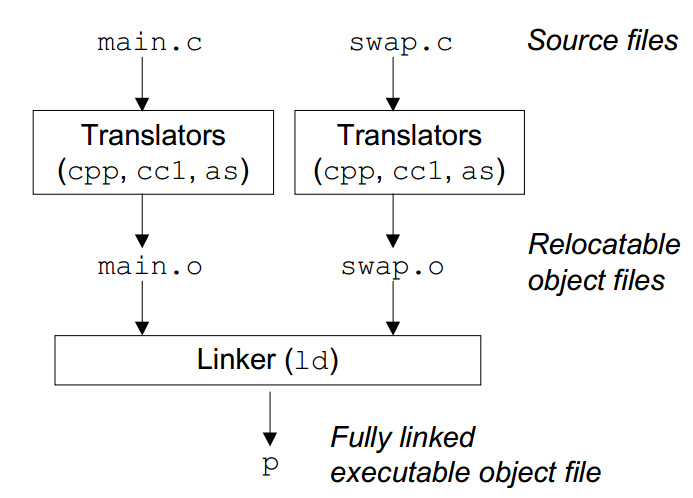 main.c
swap.c
Source files
Translators
(cpp, cc1, as)
Translators
(cpp, cc1, as)
main.o
swap.o
Relocatable
object files
Linker (ld)
p
Fully linked
executable object file